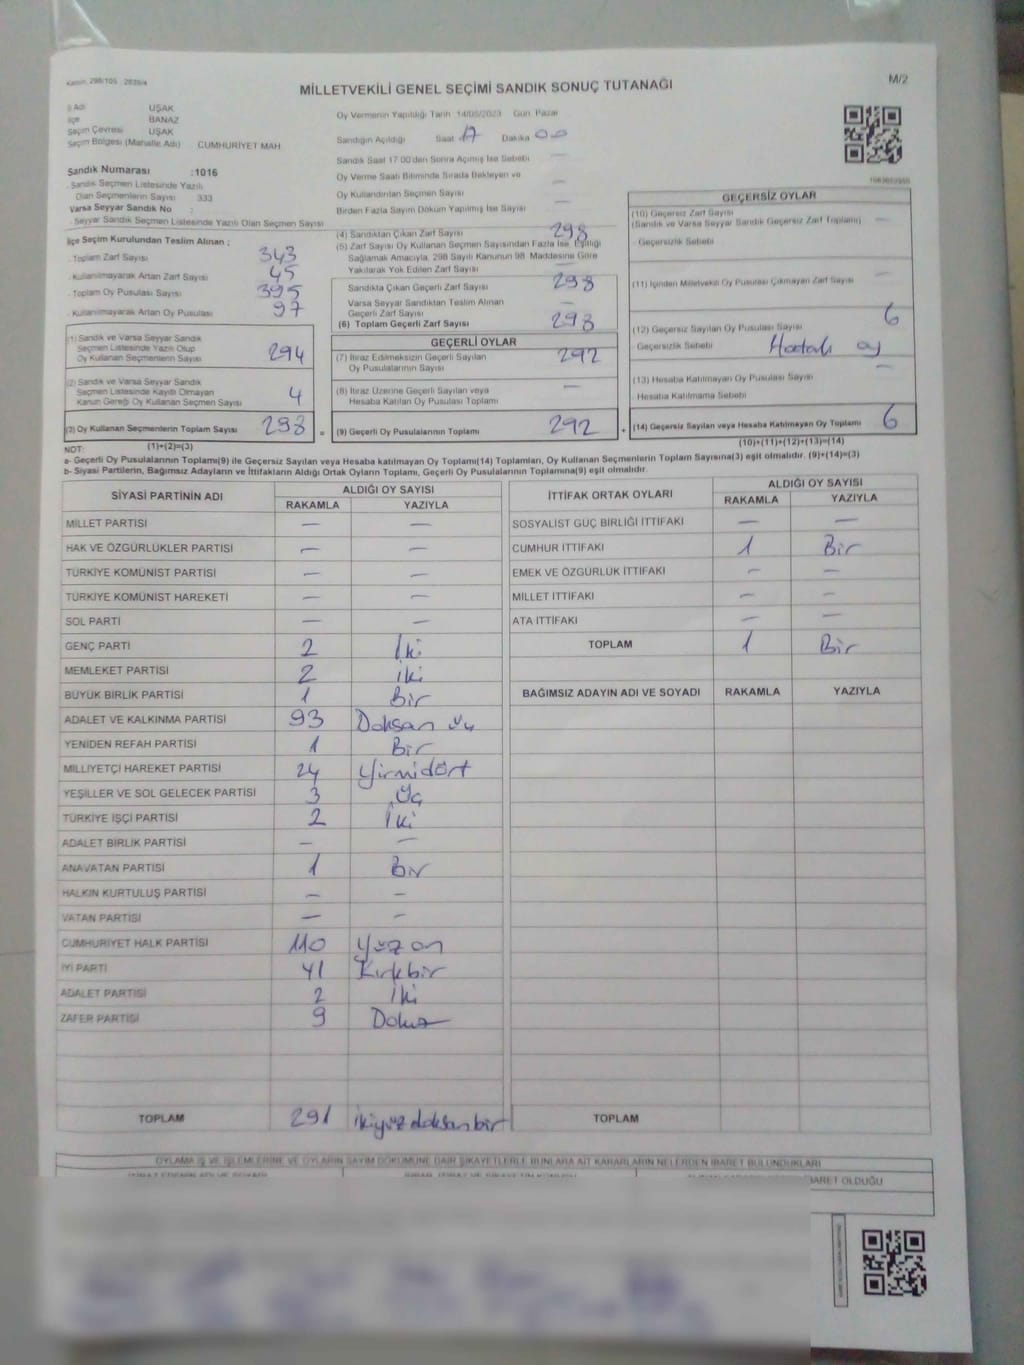 Kanun: 298/105 , 2839/4
MİLLETVEKİLİ GENEL SEÇİMİ SANDIK SONUÇ TUTANAĞI
M/2
İl Adı UŞAK
İlçe BANAZ
Seçim Çevresi UŞAK
Seçim Bölgesi (Mahalle Adı) CUMHURİYET MAH
Sandık Numarası :1016
Sandık Seçmen Listesinde Yazılı
Olan Seçmenlerin Sayısı 333
Varsa Seyyar Sandık No :
Seyyar Sandık Seçmen Listesinde Yazılı Olan Seçmen Sayısı
Oy Vermenin Yapıldığı Tarih 14/05/2023 Gün Pazar
Sandığın Açıldığı Saat 17 Dakika 00
Sandık Saat 17:00'den Sonra Açılmış İse Sebebi —
Oy Verme Saati Bitiminde Sırada Bekleyen ve
Oy Kullandırılan Seçmen Sayısı —
Birden Fazla Sayım Döküm Yapılmış İse Sayısı —
İlçe Seçim Kurulundan Teslim Alınan ;
Toplam Zarf Sayısı 343
Kullanılmayarak Artan Zarf Sayısı 45
Toplam Oy Pusulası Sayısı 395
Kullanılmayarak Artan Oy Pusulası 97
(1) Sandık ve Varsa Seyyar Sandık
Seçmen Listesinde Yazılı Olup
Oy Kullanan Seçmenlerin Sayısı 294
(2) Sandık ve Varsa Seyyar Sandık
Seçmen Listesinde Kayıtlı Olmayan
Kanun Gereği Oy Kullanan Seçmen Sayısı 4
(3) Oy Kullanan Seçmenlerin Toplam Sayısı 298
(1)+(2)=(3)
(4) Sandıktan Çıkan Zarf Sayısı 298
(5) Zarf Sayısı Oy Kullanan Seçmen Sayısından Fazla İse, Eşitliği
Sağlamak Amacıyla, 298 Sayılı Kanunun 98. Maddesine Göre
Yakılarak Yok Edilen Zarf Sayısı —
Sandıkta Çıkan Geçerli Zarf Sayısı 298
Varsa Seyyar Sandıktan Teslim Alınan
Geçerli Zarf Sayısı —
(6) Toplam Geçerli Zarf Sayısı 298
GEÇERLİ OYLAR
(7) İtiraz Edilmeksizin Geçerli Sayılan
Oy Pusulalarının Sayısı 292
(8) İtiraz Üzerine Geçerli Sayılan veya
Hesaba Katılan Oy Pusulası Toplamı —
= (9) Geçerli Oy Pusulalarının Toplamı 292
GEÇERSİZ OYLAR
(10) Geçersiz Zarf Sayısı
(Sandık ve Varsa Seyyar Sandık Geçersiz Zarf Toplamı) —
Geçersizlik Sebebi
(11) İçinden Milletvekili Oy Pusulası Çıkmayan Zarf Sayısı —
(12) Geçersiz Sayılan Oy Pusulası Sayısı 6
Geçersizlik Sebebi Hatalı oy
(13) Hesaba Katılmayan Oy Pusulası Sayısı —
Hesaba Katılmama Sebebi
+ (14) Geçersiz Sayılan veya Hesaba Katılmayan Oy Toplamı 6
(10)+(11)+(12)+(13)=(14)
NOT:
a- Geçerli Oy Pusulalarının Toplamı(9) ile Geçersiz Sayılan veya Hesaba katılmayan Oy Toplamı(14) Toplamları, Oy Kullanan Seçmenlerin Toplam Sayısına(3) eşit olmalıdır. (9)+(14)=(3)
b- Siyasi Partilerin, Bağımsız Adayların ve İttifakların Aldığı Ortak Oyların Toplamı, Geçerli Oy Pusulalarının Toplamına(9) eşit olmalıdır.
SİYASİ PARTİNİN ADI ALDIĞI OY SAYISI
RAKAMLA YAZIYLA
MİLLET PARTİSİ — —
HAK VE ÖZGÜRLÜKLER PARTİSİ — —
TÜRKİYE KOMÜNİST PARTİSİ — —
TÜRKİYE KOMÜNİST HAREKETİ — —
SOL PARTİ — —
GENÇ PARTİ 2 İki
MEMLEKET PARTİSİ 2 iki
BÜYÜK BİRLİK PARTİSİ 1 Bir
ADALET VE KALKINMA PARTİSİ 93 Doksan üç
YENİDEN REFAH PARTİSİ 1 Bir
MİLLİYETÇİ HAREKET PARTİSİ 24 Yirmidört
YEŞİLLER VE SOL GELECEK PARTİSİ 3 Üç
TÜRKİYE İŞÇİ PARTİSİ 2 İki
ADALET BİRLİK PARTİSİ — —
ANAVATAN PARTİSİ 1 Bir
HALKIN KURTULUŞ PARTİSİ — —
VATAN PARTİSİ — —
CUMHURİYET HALK PARTİSİ 110 Yüz on
İYİ PARTİ 41 Kırkbir
ADALET PARTİSİ 2 İki
ZAFER PARTİSİ 9 Dokuz
TOPLAM 291 ikiyüzdoksanbir
İTTİFAK ORTAK OYLARI ALDIĞI OY SAYISI
RAKAMLA YAZIYLA
SOSYALİST GÜÇ BİRLİĞİ İTTİFAKI — —
CUMHUR İTTİFAKI 1 Bir
EMEK VE ÖZGÜRLÜK İTTİFAKI — —
MİLLET İTTİFAKI — —
ATA İTTİFAKI — —
TOPLAM 1 Bir
BAĞIMSIZ ADAYIN ADI VE SOYADI RAKAMLA YAZIYLA
TOPLAM
OYLAMA İŞ VE İŞLEMLERİNE VE OYLARIN SAYIM DÖKÜMÜNE DAİR ŞİKAYETLERLE BUNLARA AİT KARARLARIN NELERDEN İBARET BULUNDUKLARI
İBARET OLDUĞU